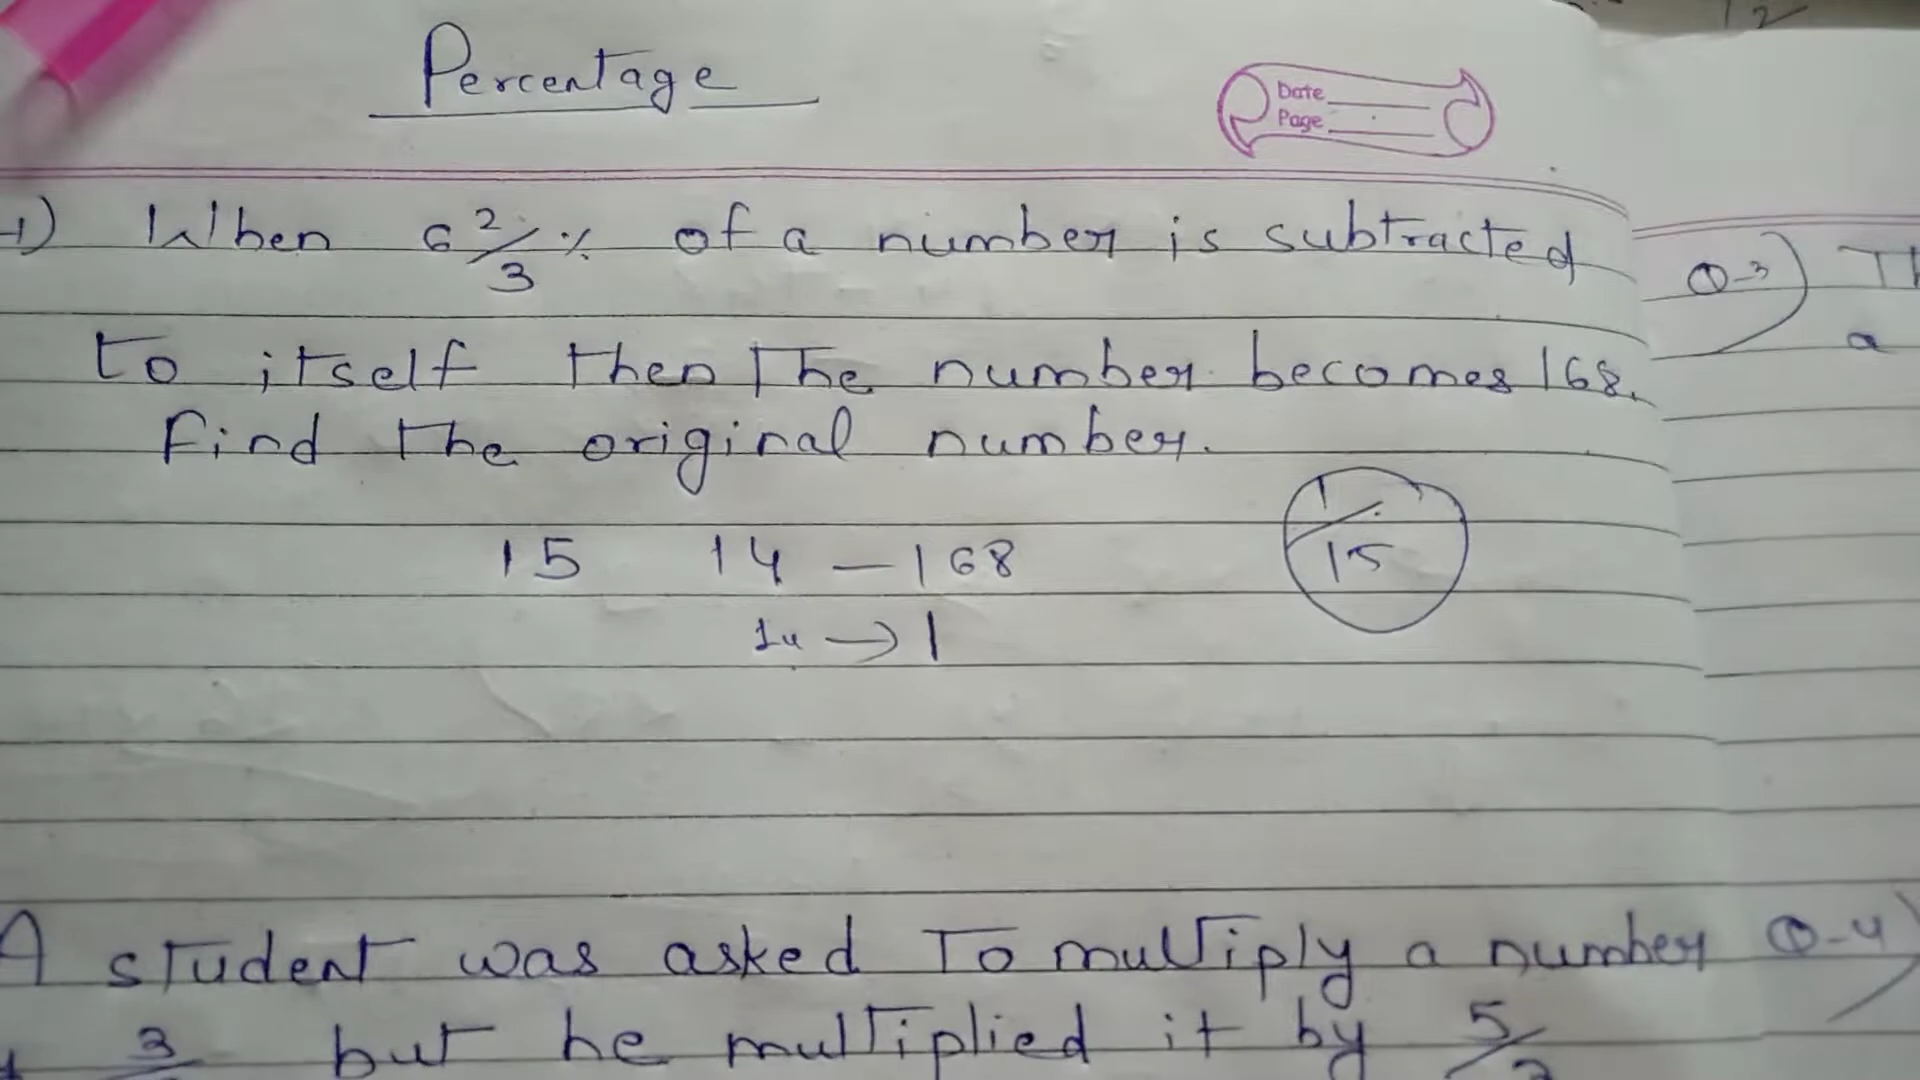 Percentage
Date
Page
1) When 6 2/3 % of a number is subtracted
to itself then The number becomes 168.
Find the original number.
1/15
15 14 — 168
1u → 1
A student was asked To multiply a number
3 but he multiplied it by 5/
Q-3) Th
a
Q-4)